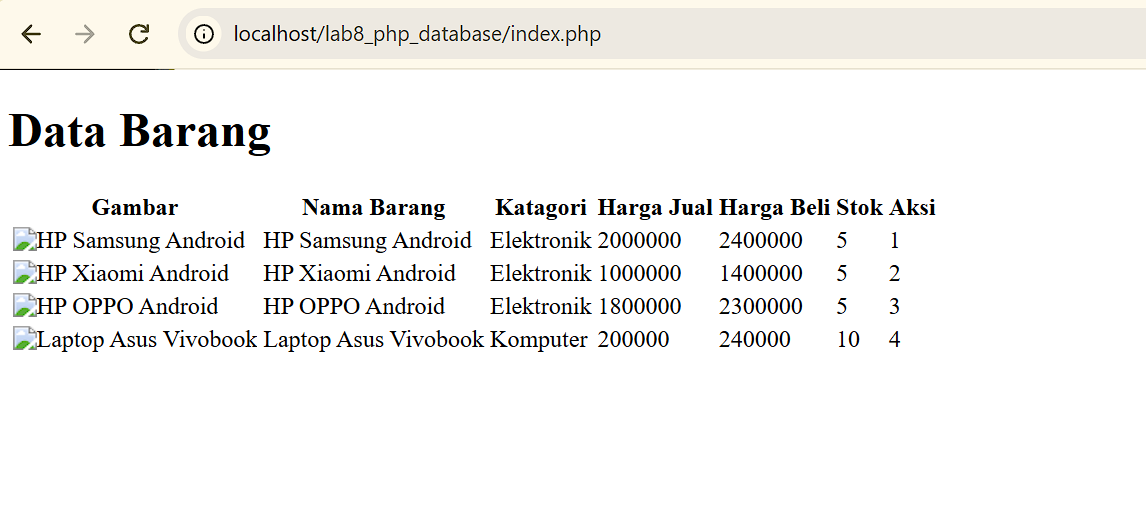 localhost/lab8_php_database/index.php
Data Barang
Gambar Nama Barang Katagori Harga Jual Harga Beli Stok Aksi
HP Samsung Android HP Samsung Android Elektronik 2000000 2400000 5 1
HP Xiaomi Android HP Xiaomi Android Elektronik 1000000 1400000 5 2
HP OPPO Android HP OPPO Android Elektronik 1800000 2300000 5 3
Laptop Asus Vivobook Laptop Asus Vivobook Komputer 200000 240000 10 4